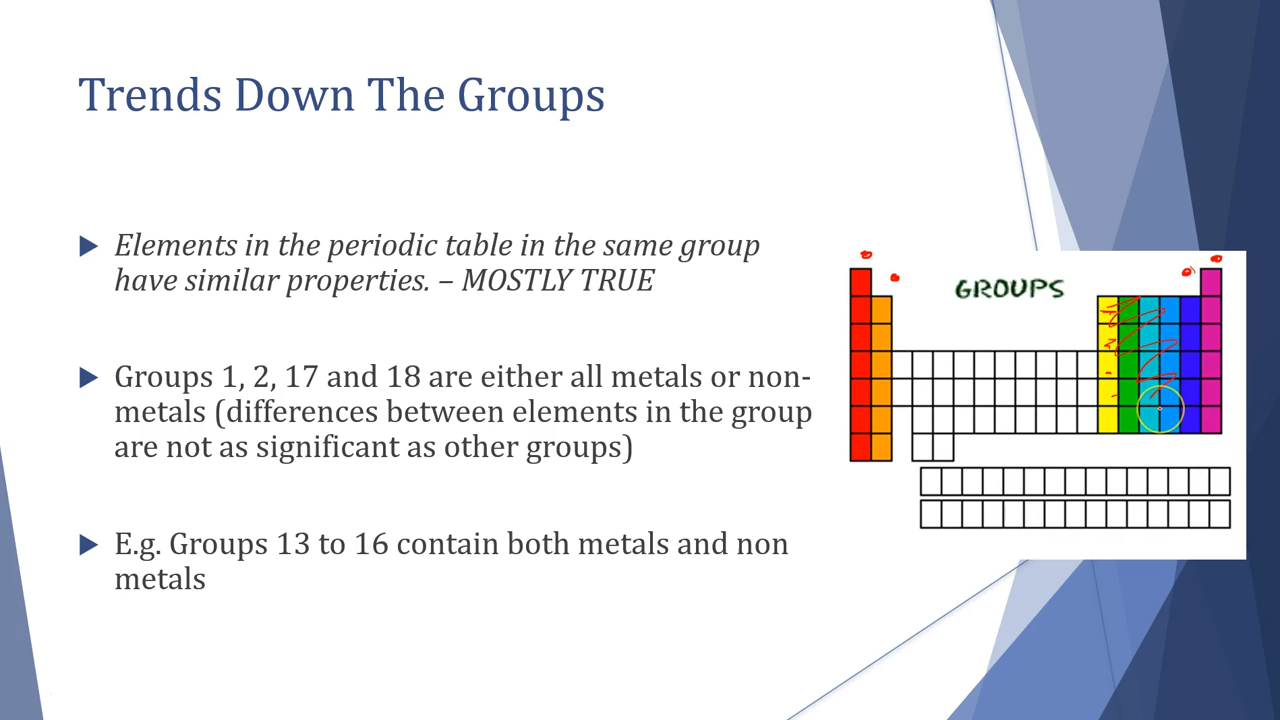 Trends Down The Groups
Elements in the periodic table in the same group
have similar properties. – MOSTLY TRUE
Groups 1, 2, 17 and 18 are either all metals or non-
metals (differences between elements in the group
are not as significant as other groups)
E.g. Groups 13 to 16 contain both metals and non
metals
GROUPS